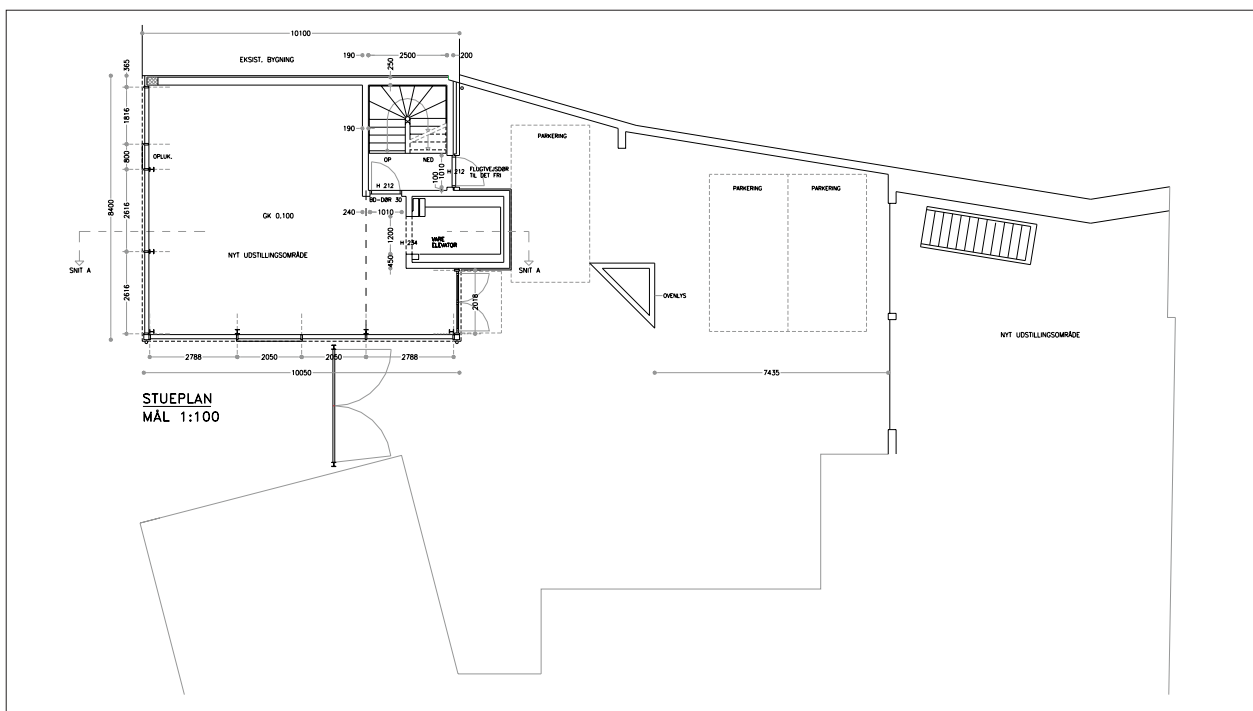 10100
EKSIST. BYGNING
190
2500
200
365
250
1816
190
PARKERING
OPLUK.
800
OP
NED
1010
100
H 212
FLUGTVEJSDØR
TIL DET FRI
H 212
BD-DØR 30
PARKERING
PARKERING
8400
2616
GK 0.100
240
1010
1200
H 234
VARE
ELEVATOR
450
NYT UDSTILLINGSOMRÅDE
SNIT A
SNIT A
2616
2018
OVENLYS
NYT UDSTILLINGSOMRÅDE
2788
2050
2050
2788
10050
7435
STUEPLAN
MÅL 1:100